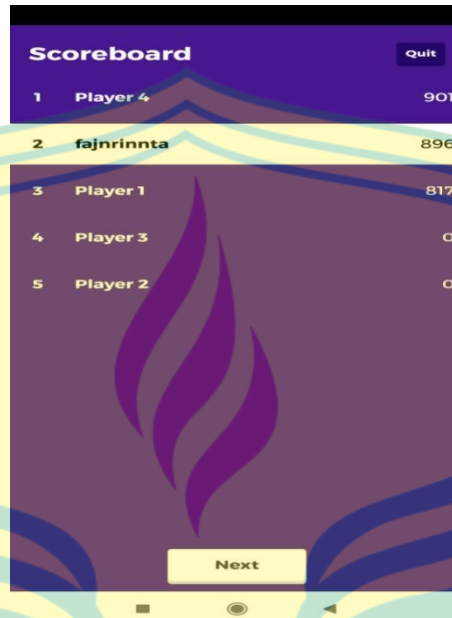 Scoreboard Quit
1 Player 4 901
2 fajnrinnta 896
3 Player 1 817
4 Player 3 0
5 Player 2 0
Next